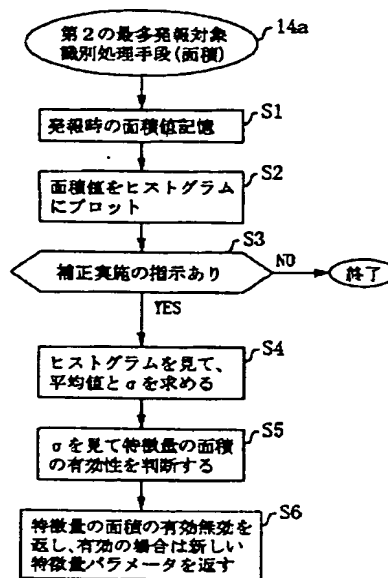 第2の最多発報対象
識別処理手段(面積)
14a
S1
発報時の面積値記憶
S2
面積値をヒストグラム
にプロット
S3
補正実施の指示あり
NO
終了
YES
S4
ヒストグラムを見て、
平均値とσを求める
S5
σを見て特徴量の面積
の有効性を判断する
S6
特徴量の面積の有効無効を
返し、有効の場合は新しい
特徴量パラメータを返す